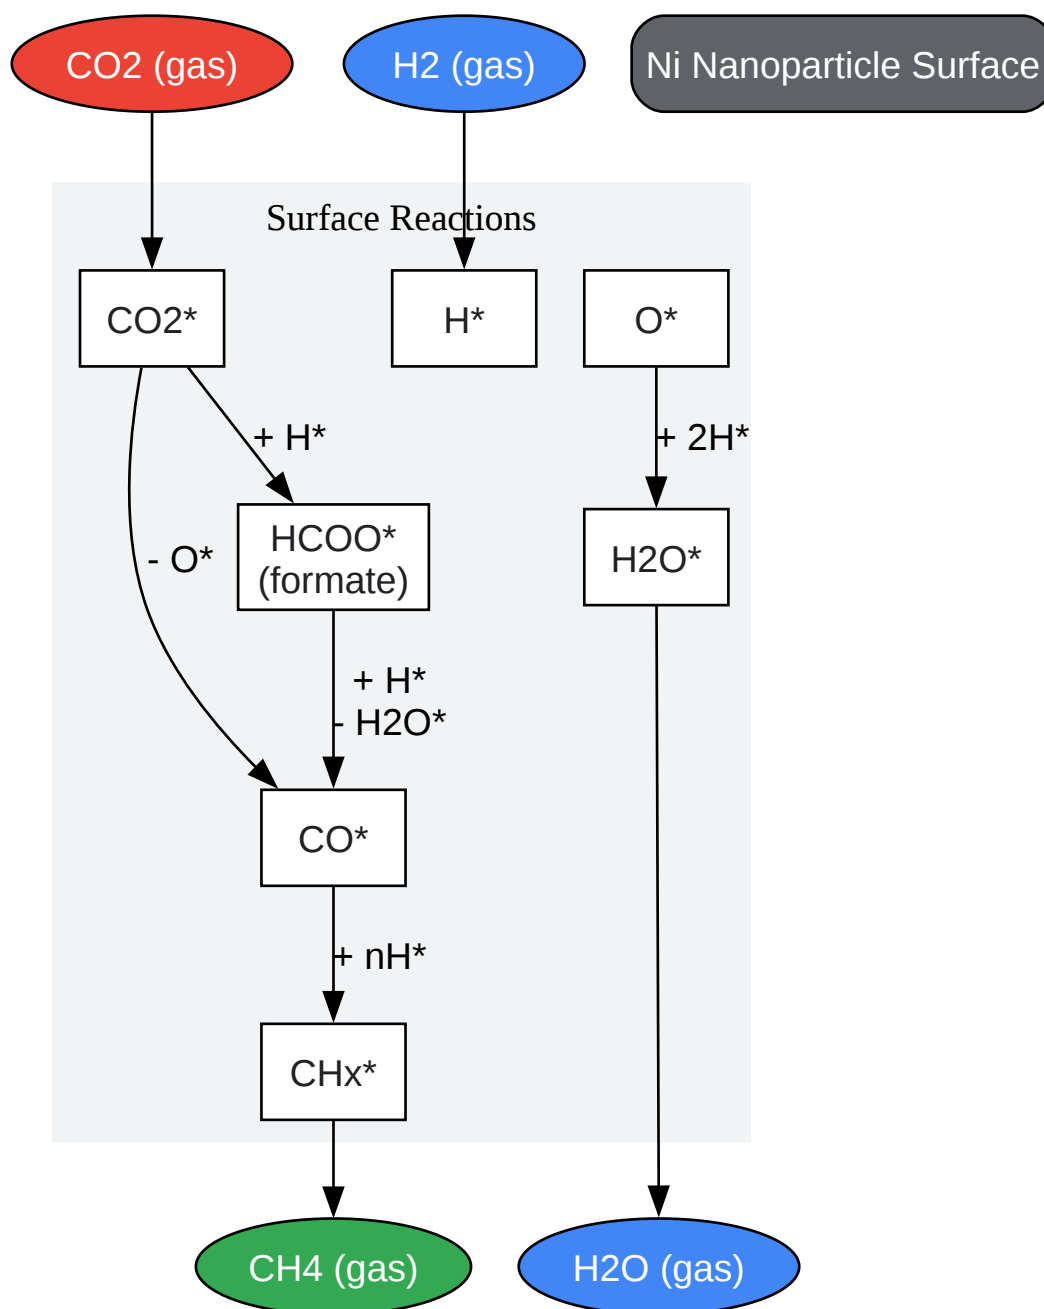 CO2 (gas)
H2 (gas)
Ni Nanoparticle Surface
Surface Reactions
CO2*
H*
O*
+ H*
+ 2H*
- O*
HCOO*
(formate)
H2O*
+ H*
- H2O*
CO*
+ nH*
CHx*
CH4 (gas)
H2O (gas)